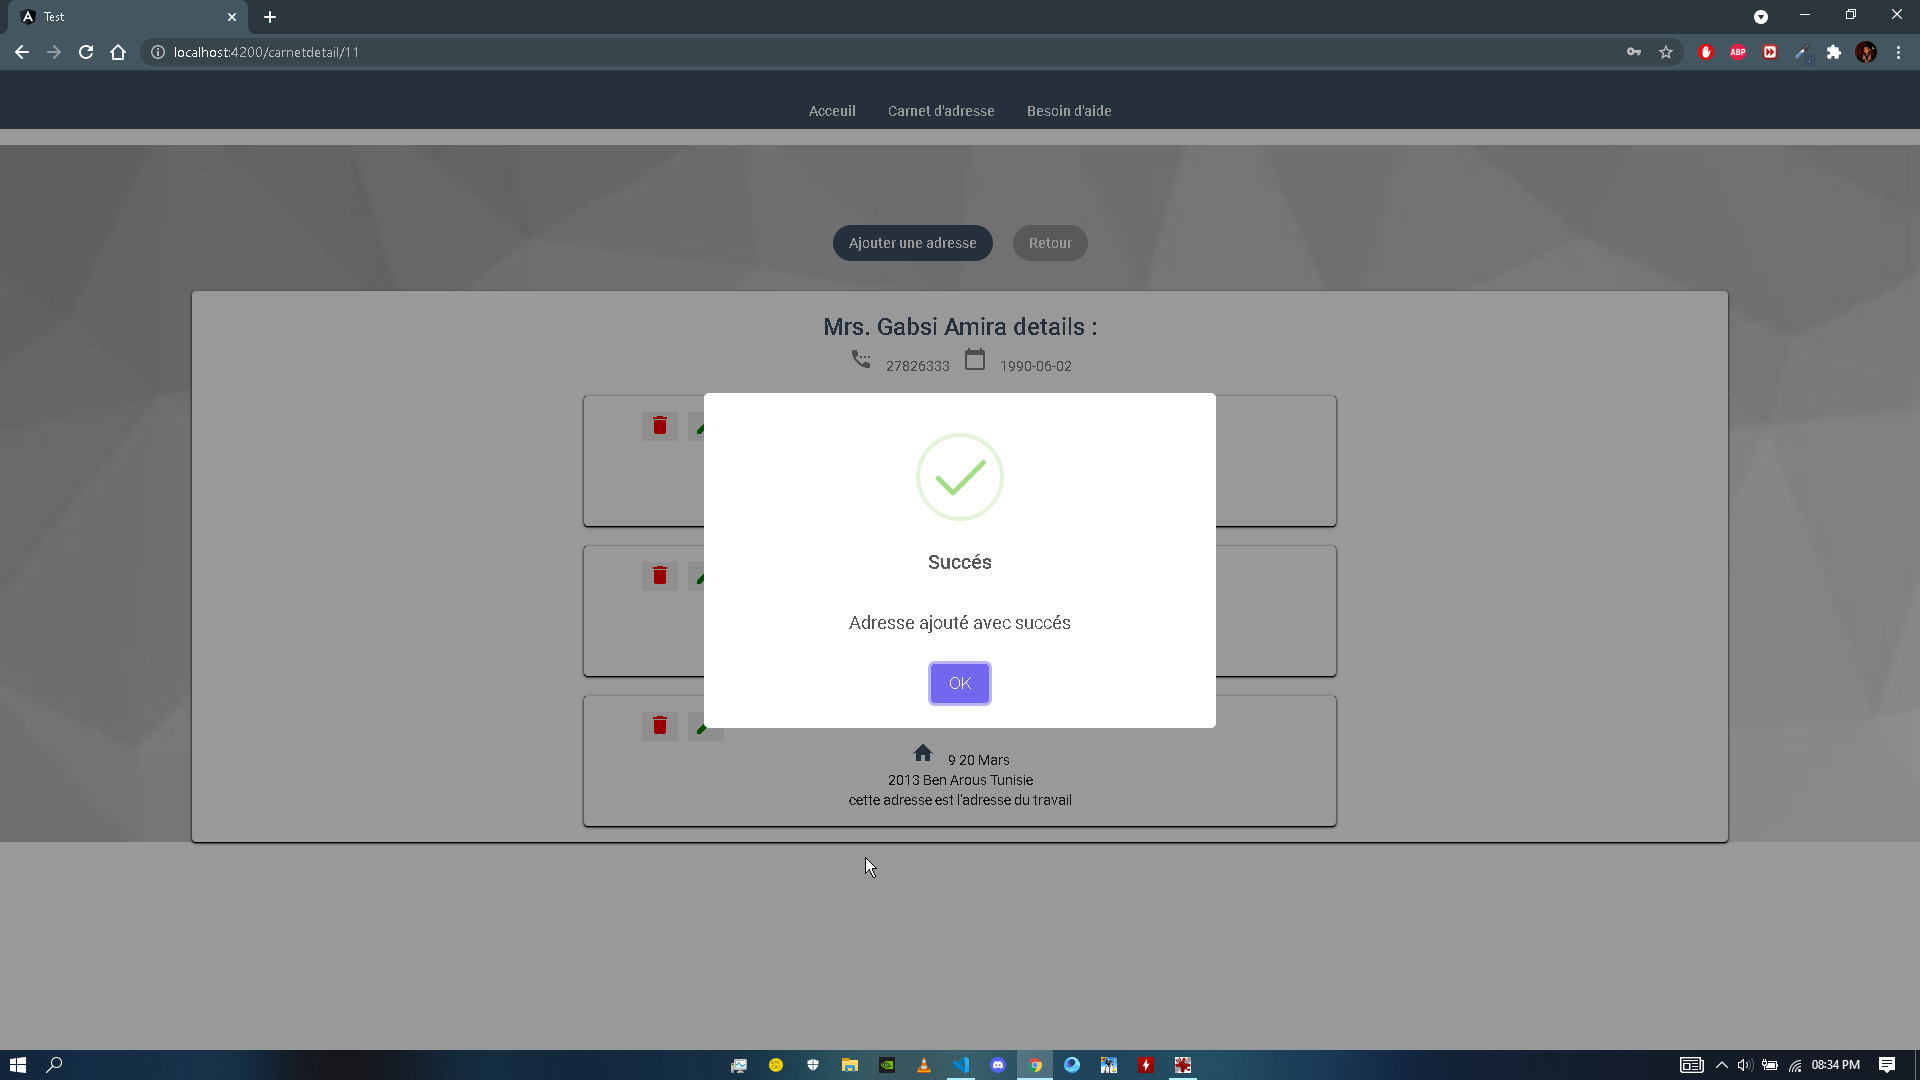 Test
localhost:4200/carnetdetail/11
ABP
Acceuil Carnet d'adresse Besoin d'aide
Ajouter une adresse Retour
Mrs. Gabsi Amira details :
27826333 1990-06-02
Succés
Adresse ajouté avec succés
OK
9 20 Mars
2013 Ben Arous Tunisie
cette adresse est l'adresse du travail
08:34 PM